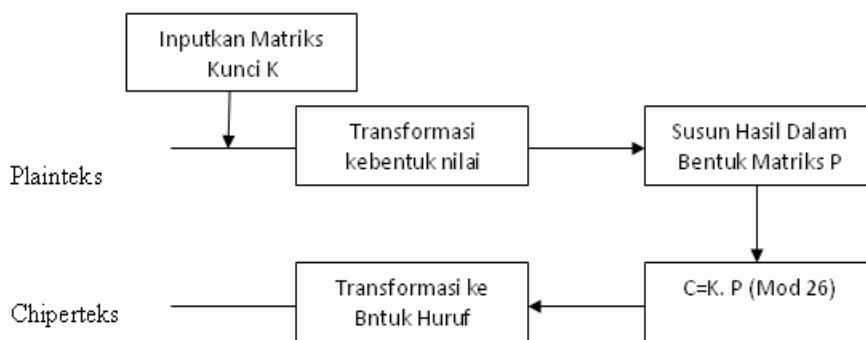 Inputkan Matriks
Kunci K
Transformasi
kebentuk nilai
Susun Hasil Dalam
Bentuk Matriks P
Plainteks
Transformasi ke
Bntuk Huruf
C=K. P (Mod 26)
Chiperteks